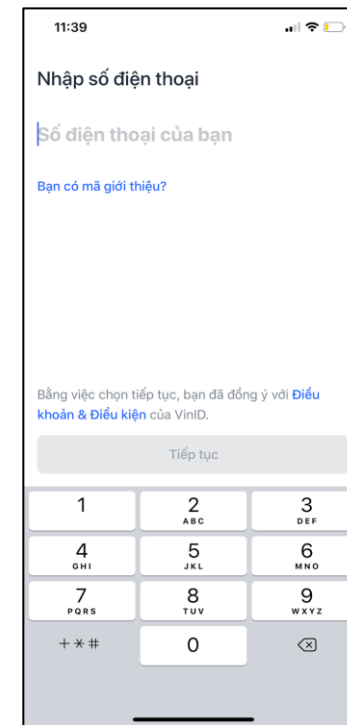 11:39
Nhập số điện thoại
Số điện thoại của bạn
Bạn có mã giới thiệu?
Bằng việc chọn tiếp tục, bạn đã đồng ý với Điều
khoản & Điều kiện của VinID.
Tiếp tục
1 2 3
ABC DEF
4 5 6
GHI JKL MNO
7 8 9
PQRS TUV WXYZ
+ * # 0